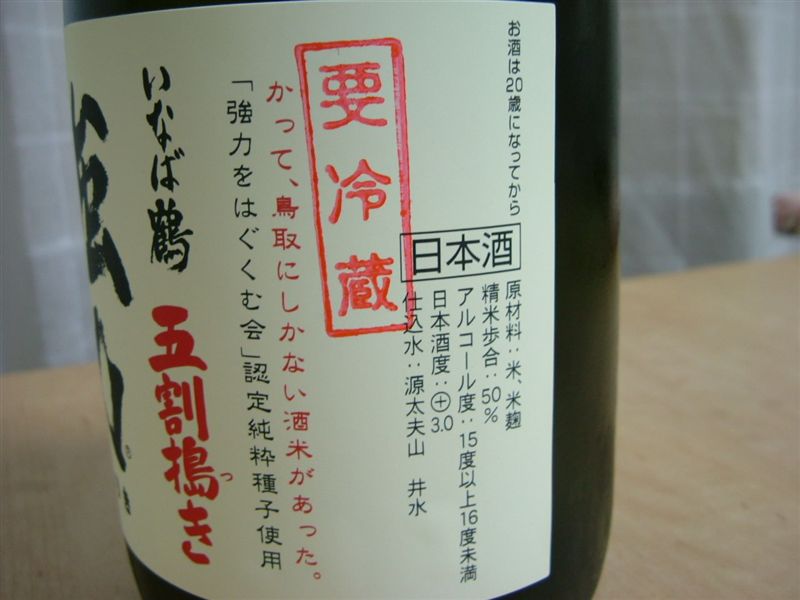 お酒は20歳になってから
日本酒
原材料：米、米麹
精米歩合：50%
アルコール度：15度以上16度未満
日本酒度：⊕3.0
仕込水：源太夫山 井水
要冷蔵
かつて、鳥取にしかない酒米があった。
「強力をはぐくむ会」認定純粋種子使用
いなば鶴
五割搗き
つ
強力